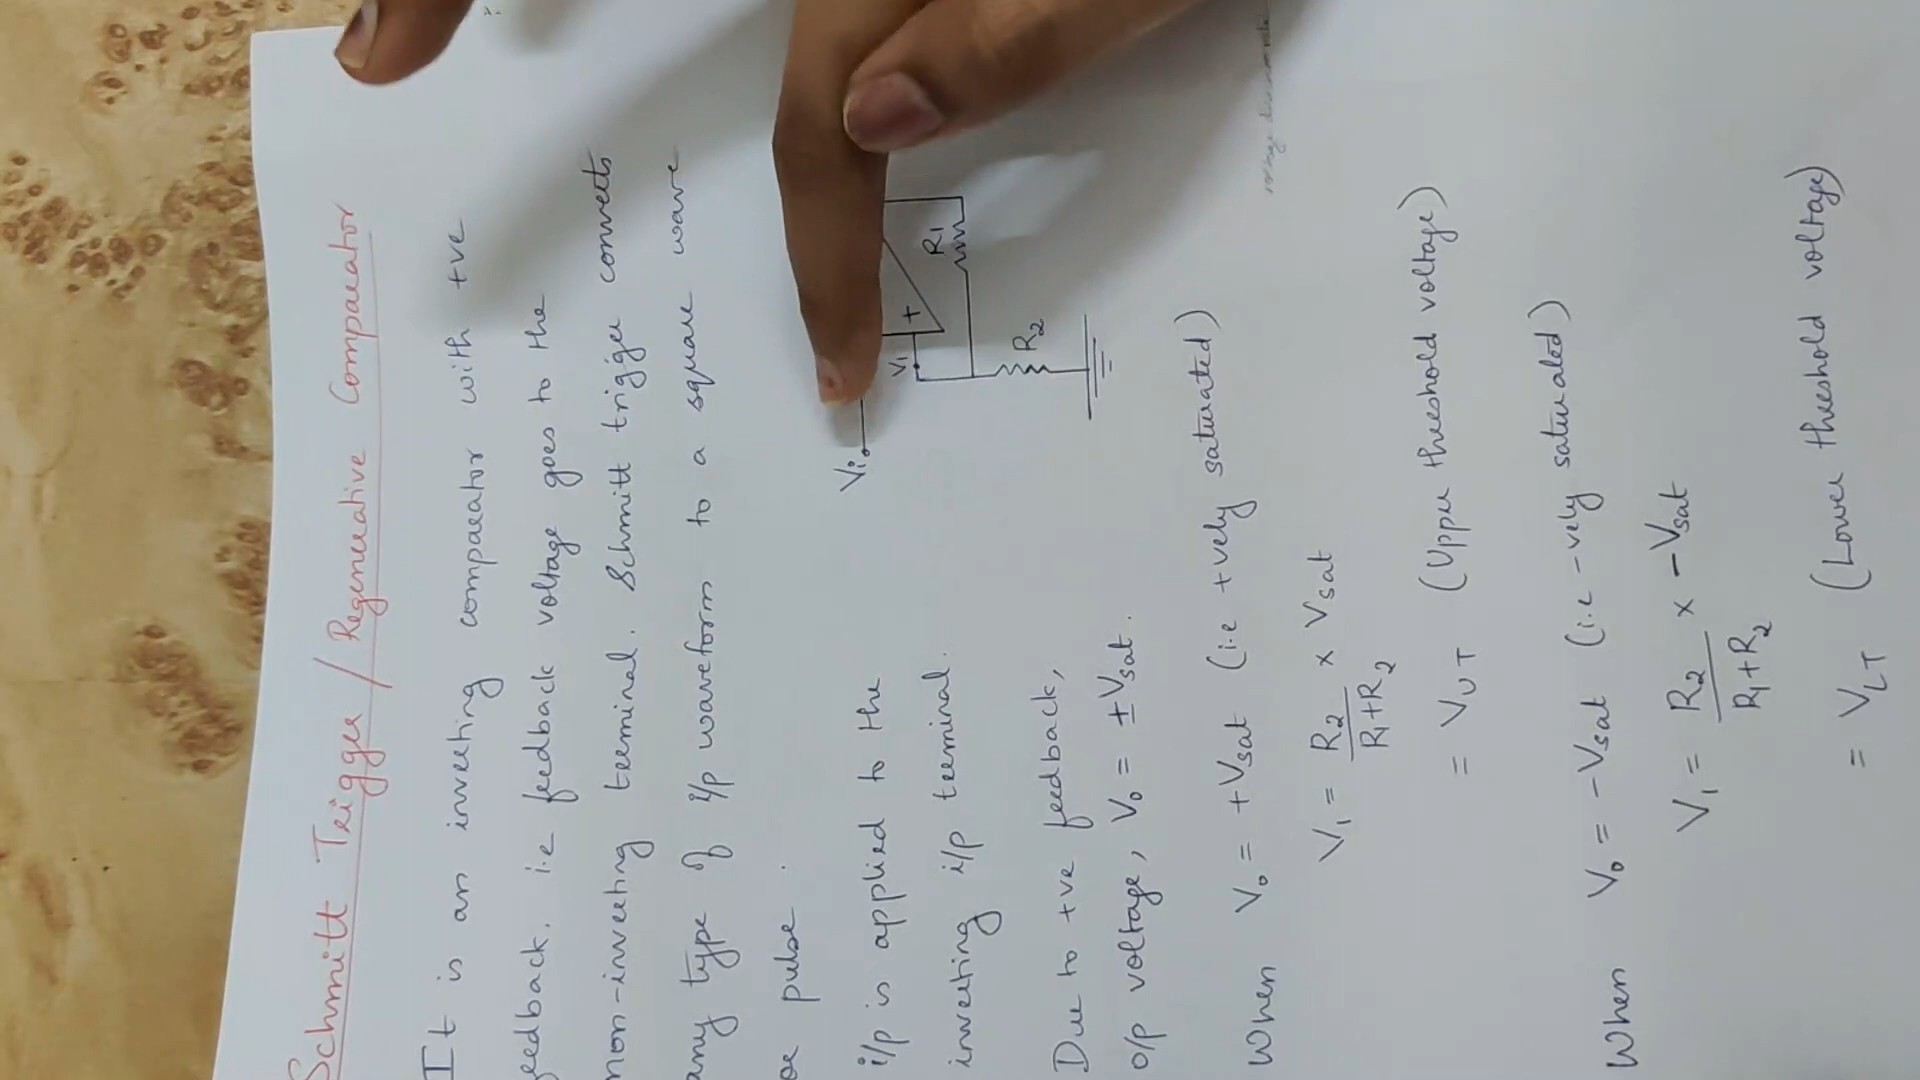 Schmitt Trigger / Regenerative Comparator
It is an inverting comparator with +ve
feedback. i.e feedback voltage goes to the
non-inverting terminal. Schmitt trigger converts
any type of i/p waveform to a square wave
or pulse.
i/p is applied to the
inverting i/p terminal.
Vi
V1
+
R1
R2
Due to +ve feedback,
o/p voltage, Vo = ±Vsat.
When Vo = +Vsat (i.e +vely saturated)
V1 = R2/R1+R2 x Vsat
= VUT (Upper threshold voltage)
When Vo = -Vsat (i.e -vely saturated)
V1 = R2/R1+R2 x -Vsat
= VLT (Lower threshold voltage)